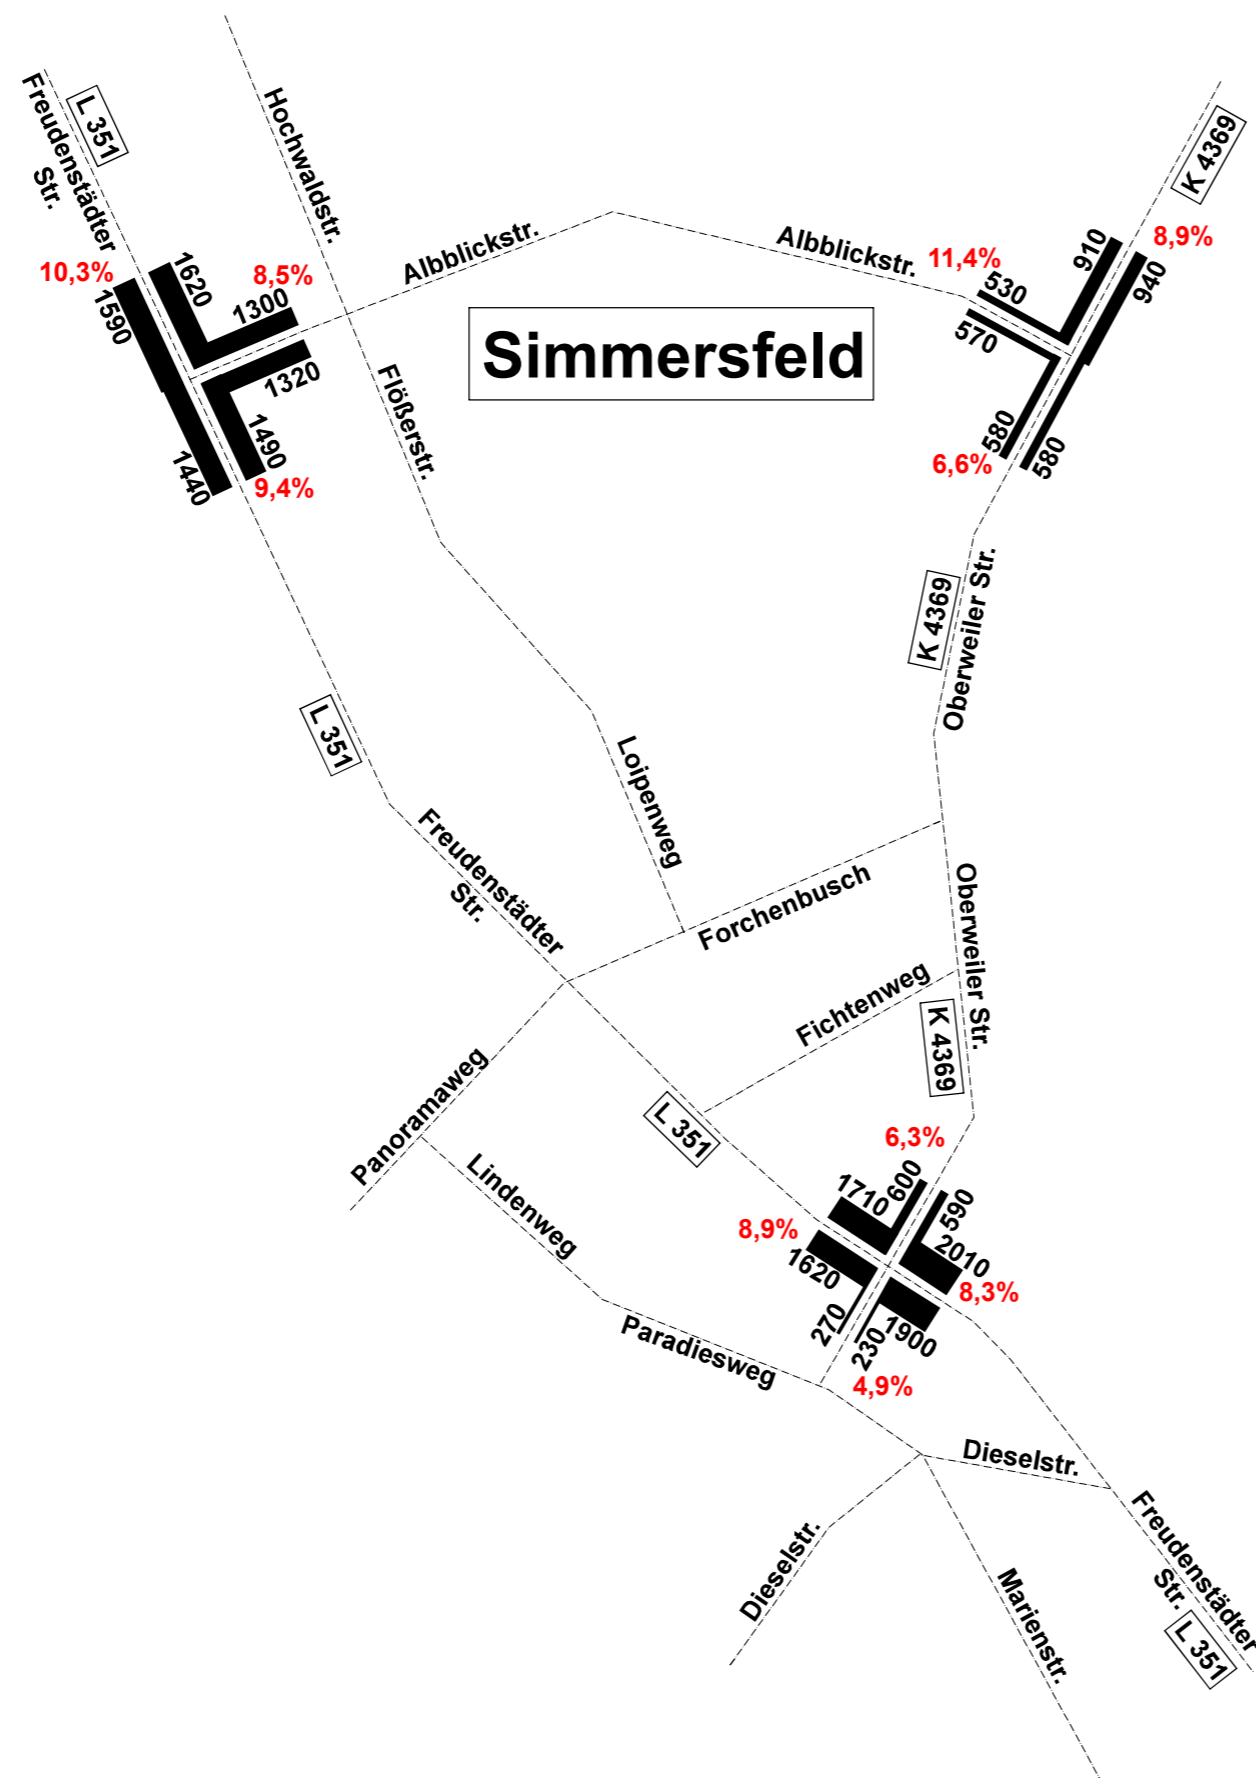 Freudenstädter
Str.
L 351
Hochwaldstr.
K 4369
Albblickstr.
Albblickstr.
10,3%
1590
1620
8,5%
1300
1320
1490
1440
9,4%
11,4%
530
570
910
8,9%
940
580
6,6%
580
Simmersfeld
Flößerstr.
K 4369
Oberweiler Str.
L 351
Loipenweg
Freudenstädter
Str.
Forchenbusch
Oberweiler Str.
Fichtenweg
K 4369
Panoramaweg
L 351
Lindenweg
6,3%
1710
600
590
8,9%
2010
1620
8,3%
270
230
1900
4,9%
Paradiesweg
Dieselstr.
Dieselstr.
Marienstr.
Freudenstädter
Str.
L 351